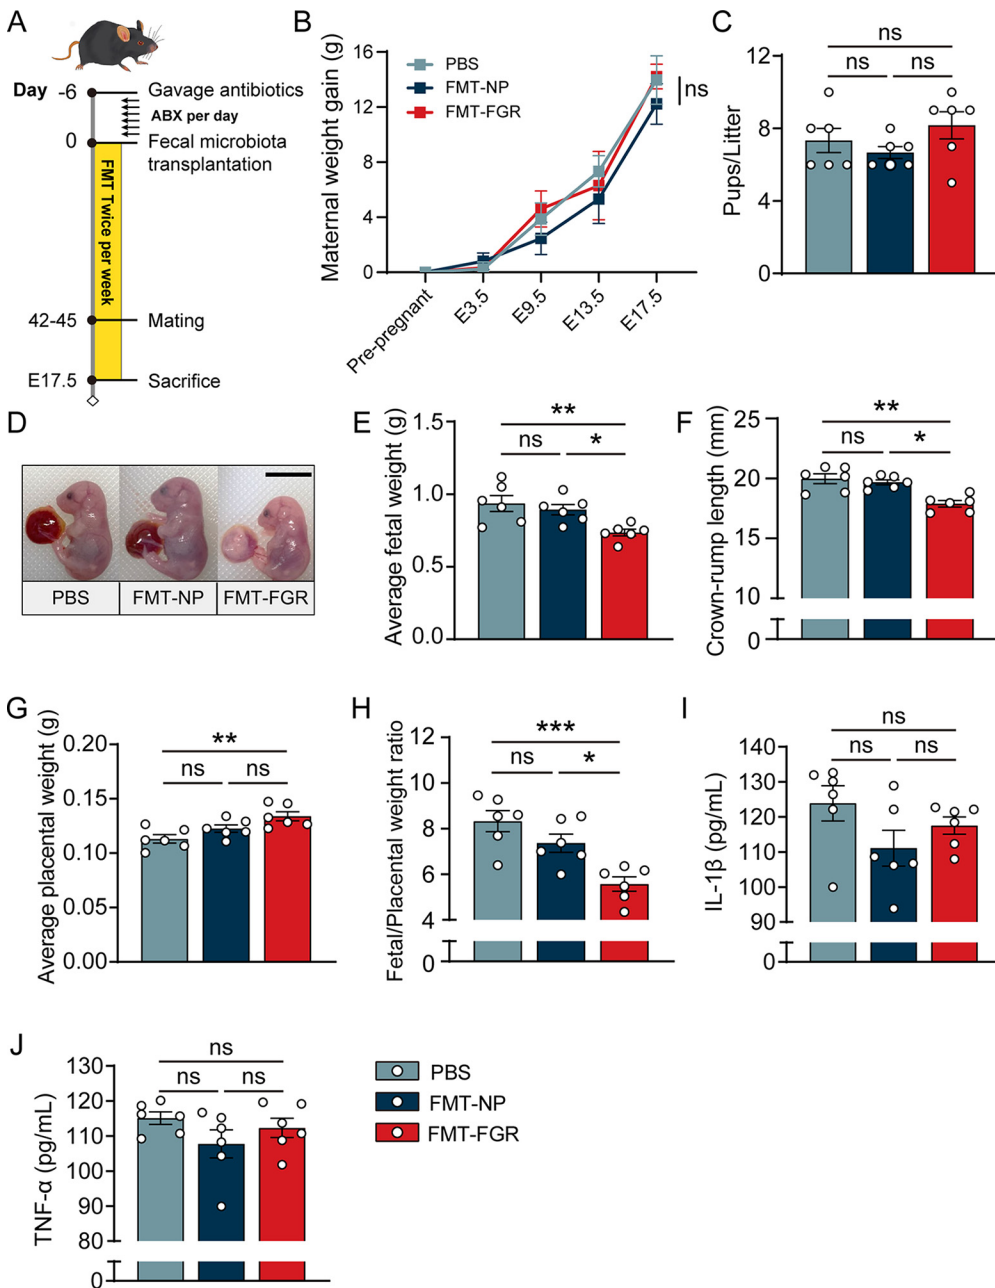 A
Day
-6
Gavage antibiotics
ABX per day
0
Fecal microbiota
transplantation
FMT Twice per week
42-45
Mating
E17.5
Sacrifice
B
Maternal weight gain (g)
16
12
8
4
0
PBS
FMT-NP
FMT-FGR
ns
Pre-pregnant
E3.5
E9.5
E13.5
E17.5
C
Pups/Litter
12
8
4
0
ns
ns
ns
D
PBS
FMT-NP
FMT-FGR
E
Average fetal weight (g)
1.5
1.0
0.5
0.0
**
ns
*
F
Crown-rump length (mm)
25
20
15
10
0
**
ns
*
G
Average placental weight (g)
0.20
0.15
0.10
0.05
0.00
**
ns
ns
H
Fetal/Placental weight ratio
12
10
8
6
4
0
***
ns
*
I
IL-1β (pg/mL)
140
130
120
110
100
90
0
ns
ns
ns
J
TNF-α (pg/mL)
130
120
110
100
90
80
0
ns
ns
ns
PBS
FMT-NP
FMT-FGR